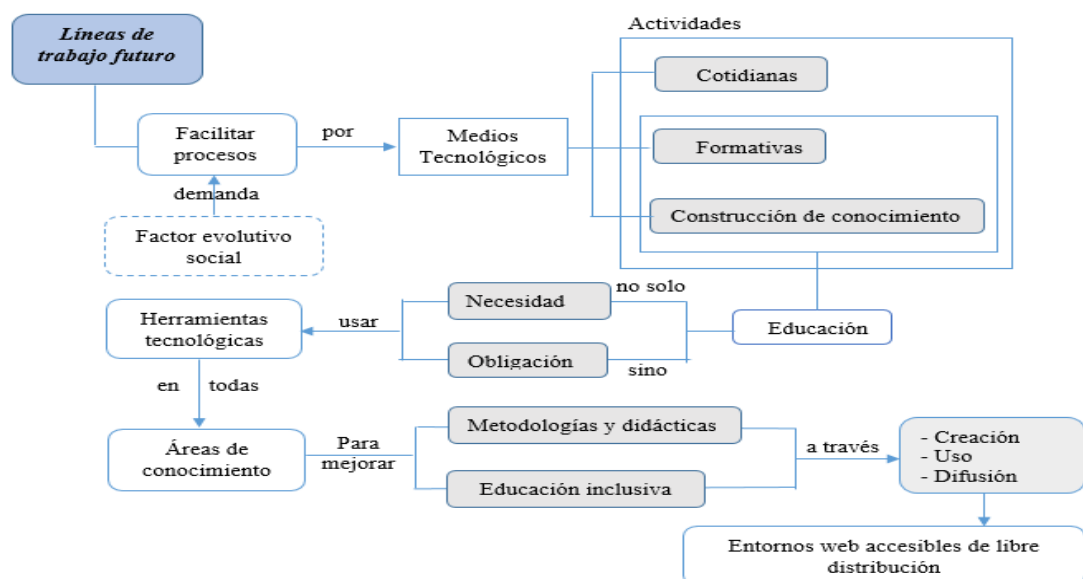 Líneas de
trabajo futuro
Actividades
Cotidianas
Facilitar
procesos
por
Medios
Tecnológicos
Formativas
demanda
Construcción de conocimiento
Factor evolutivo
social
Herramientas
tecnológicas
usar
Necesidad
no solo
Obligación
sino
Educación
en todas
Áreas de
conocimiento
Para
mejorar
Metodologías y didácticas
Educación inclusiva
a través
- Creación
- Uso
- Difusión
Entornos web accesibles de libre
distribución